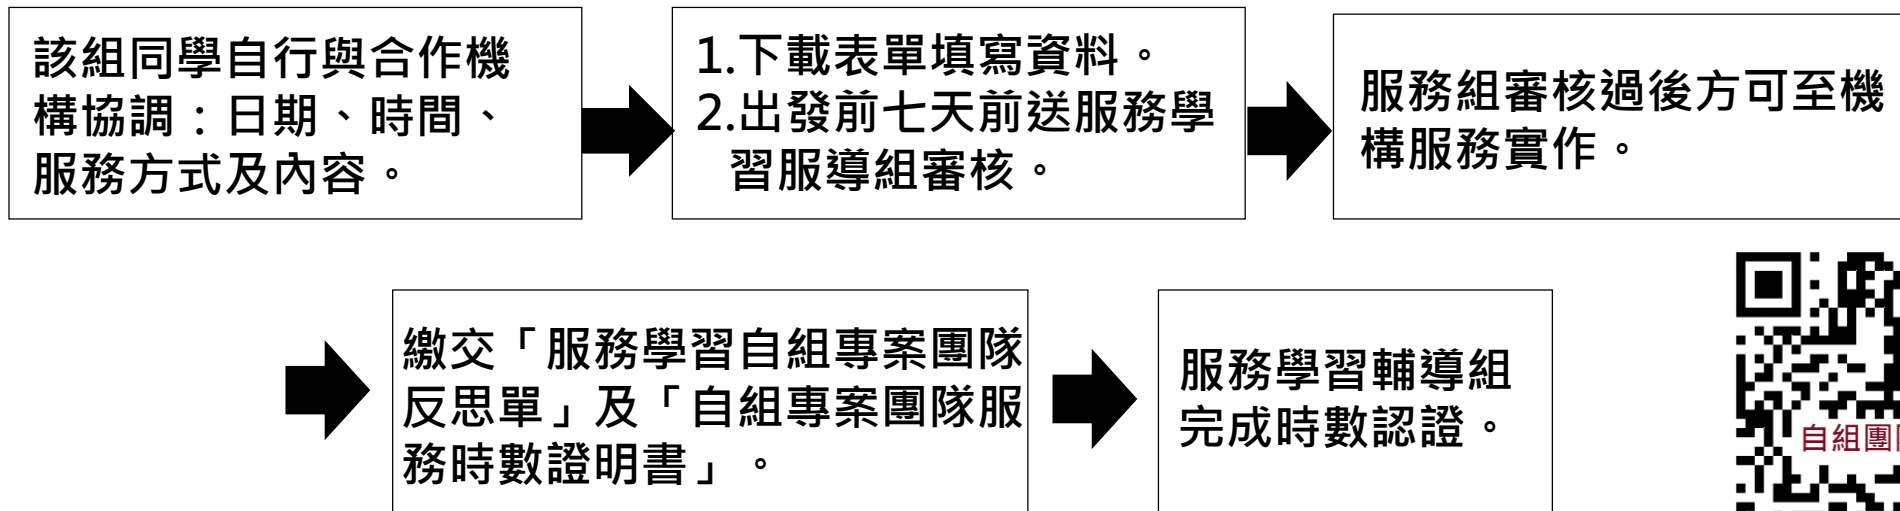 該組同學自行與合作機
構協調：日期、時間、
服務方式及內容。
1.下載表單填寫資料。
2.出發前七天前送服務學
習服導組審核。
服務組審核過後方可至機
構服務實作。
繳交「服務學習自組專案團隊
反思單」及「自組專案團隊服
務時數證明書」。
服務學習輔導組
完成時數認證。
自組團